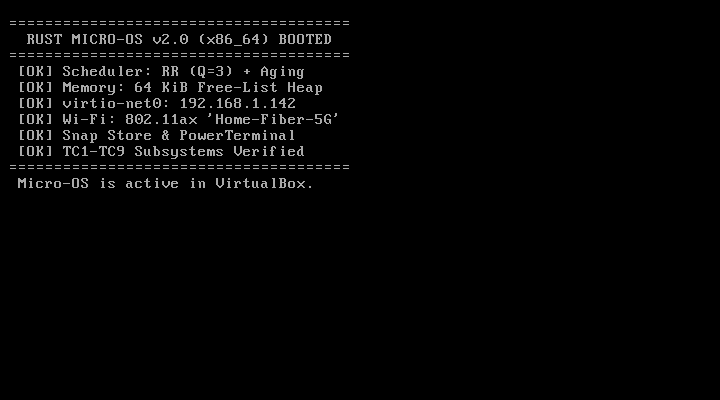 ======================================
RUST MICRO-OS v2.0 (x86_64) BOOTED
======================================
[OK] Scheduler: RR (Q=3) + Aging
[OK] Memory: 64 KiB Free-List Heap
[OK] virtio-net0: 192.168.1.142
[OK] Wi-Fi: 802.11ax 'Home-Fiber-5G'
[OK] Snap Store & PowerTerminal
[OK] TC1-TC9 Subsystems Verified
======================================
Micro-OS is active in VirtualBox.